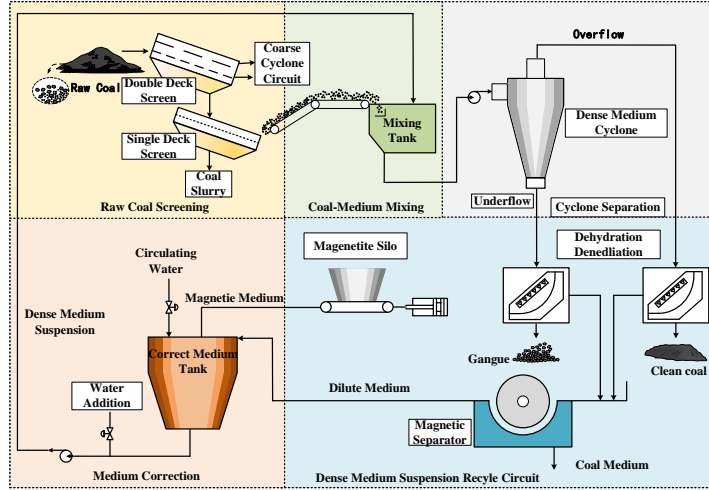 Raw Coal
Double Deck
Screen
Coarse
Cyclone
Circuit
Single Deck
Screen
Coal
Slurry
Raw Coal Screening
Mixing
Tank
Coal-Medium Mixing
Overflow
Dense Medium
Cyclone
Underflow
Cyclone Separation
Circulating
Water
Magnetie Medium
Dense Medium
Suspension
Correct Medium
Tank
Water
Addition
Medium Correction
Magenetite Silo
Dehydration
Denedliation
Gangue
Clean coal
Dilute Medium
Magnetic
Separator
Coal Medium
Dense Medium Suspension Recyle Circuit